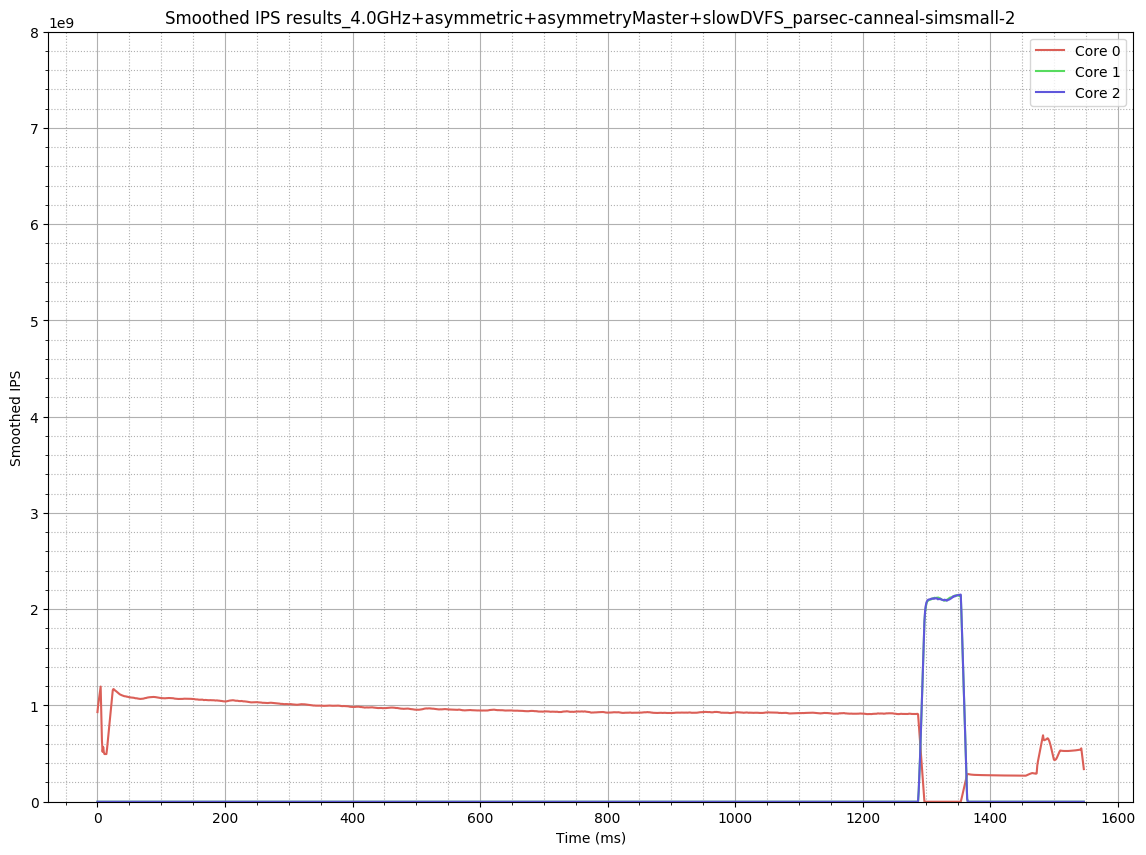 Smoothed IPS results_4.0GHz+asymmetric+asymmetryMaster+slowDVFS_parsec-canneal-simsmall-2
1e9
8
7
6
5
4
3
2
1
0
Smoothed IPS
Core 0
Core 1
Core 2
0 200 400 600 800 1000 1200 1400 1600
Time (ms)